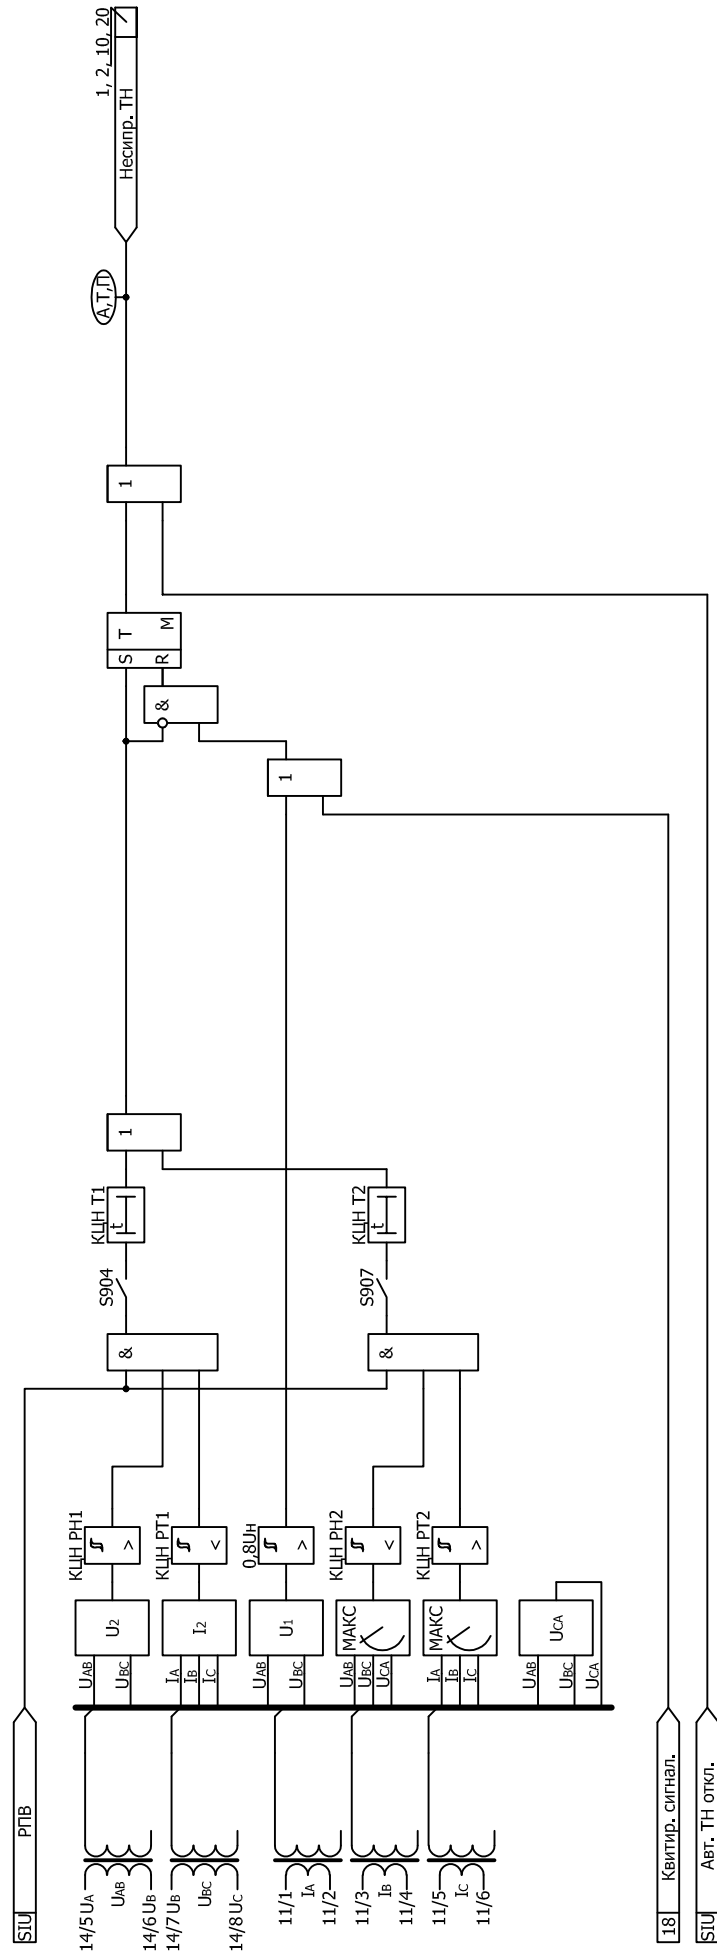 SIU РПВ
14/5 UA
UAB
14/6 UB
14/7 UB
UBC
14/8 UC
11/1
IA
11/2
11/3
IB
11/4
11/5
IC
11/6
18 Квитир. сигнал.
SIU Авт. ТН откл.
UAB
UBC
U2
КЦН РН1
>
IA
IB
IC
I2
КЦН РТ1
<
UAB
UBC
U1
0,8Uн
>
UAB
UBC
UCA
МАКС
КЦН РН2
<
IA
IB
IC
МАКС
КЦН РТ2
>
UAB
UBC
UCA
UCA
&
S904
КЦН Т1
t
&
S907
КЦН Т2
t
1
1
&
S T
R M
1
А,Т,П
Несипр. ТН
1, 2, 10, 20